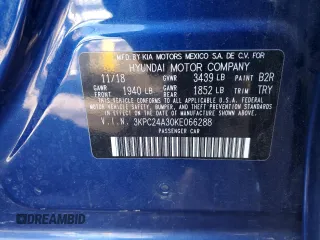 MFD. BY KIA MOTORS MEXICO S.A. DE C.V. FOR
HYUNDAI MOTOR COMPANY
11/18 GVWR 3439 LB PAINT B2R
GAWR FRONT 1940 LB GAWR REAR 1852 LB TRIM TRY
THIS VEHICLE CONFORMS TO ALL APPLICABLE FEDERAL
MOTOR VEHICLE SAFETY, BUMPER, AND THEFT PREVENTION
STANDARDS IN EFFECT ON THE DATE OF MANUFACTURE
SHOWN ABOVE.
V.I.N. 3KPC24A30KE066288
PASSENGER CAR
DREAMBID